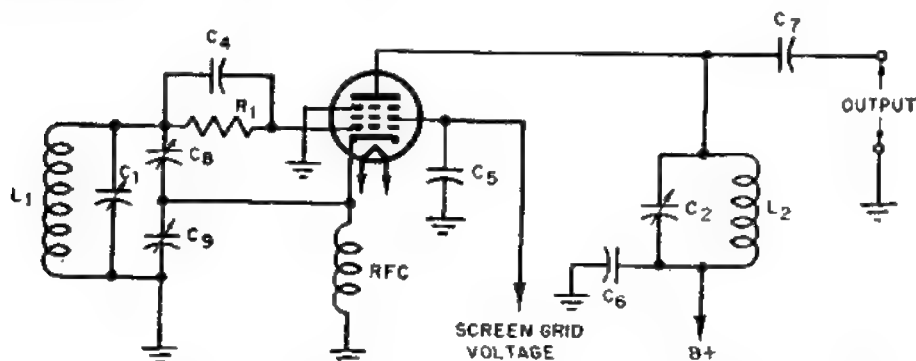 C4
C7
R1
OUTPUT
L1
C1
C8
C5
C2
L2
C9
RFC
C6
SCREEN GRID
VOLTAGE
B+